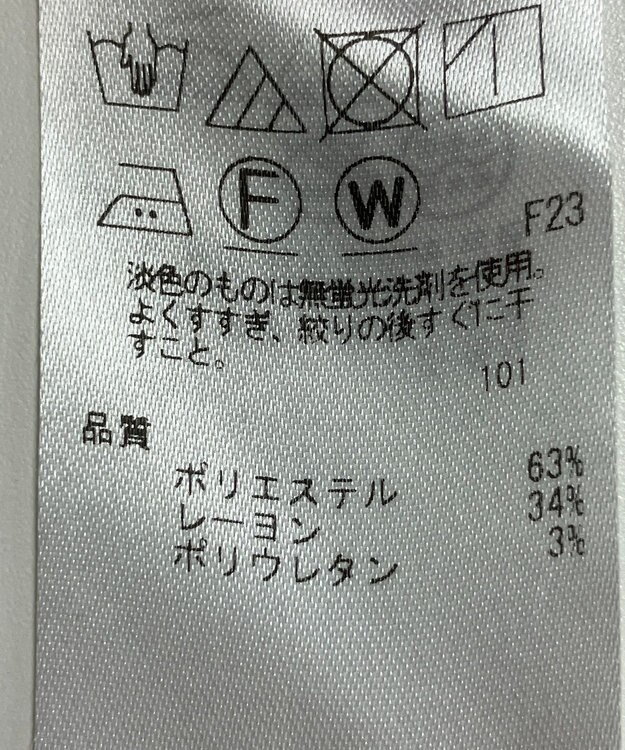 F
W
F23
淡色のものは無蛍光洗剤を使用。
よくすすぎ、絞りの後すぐに干
すこと。
101
品質
ポリエステル 63%
レーヨン 34%
ポリウレタン 3%